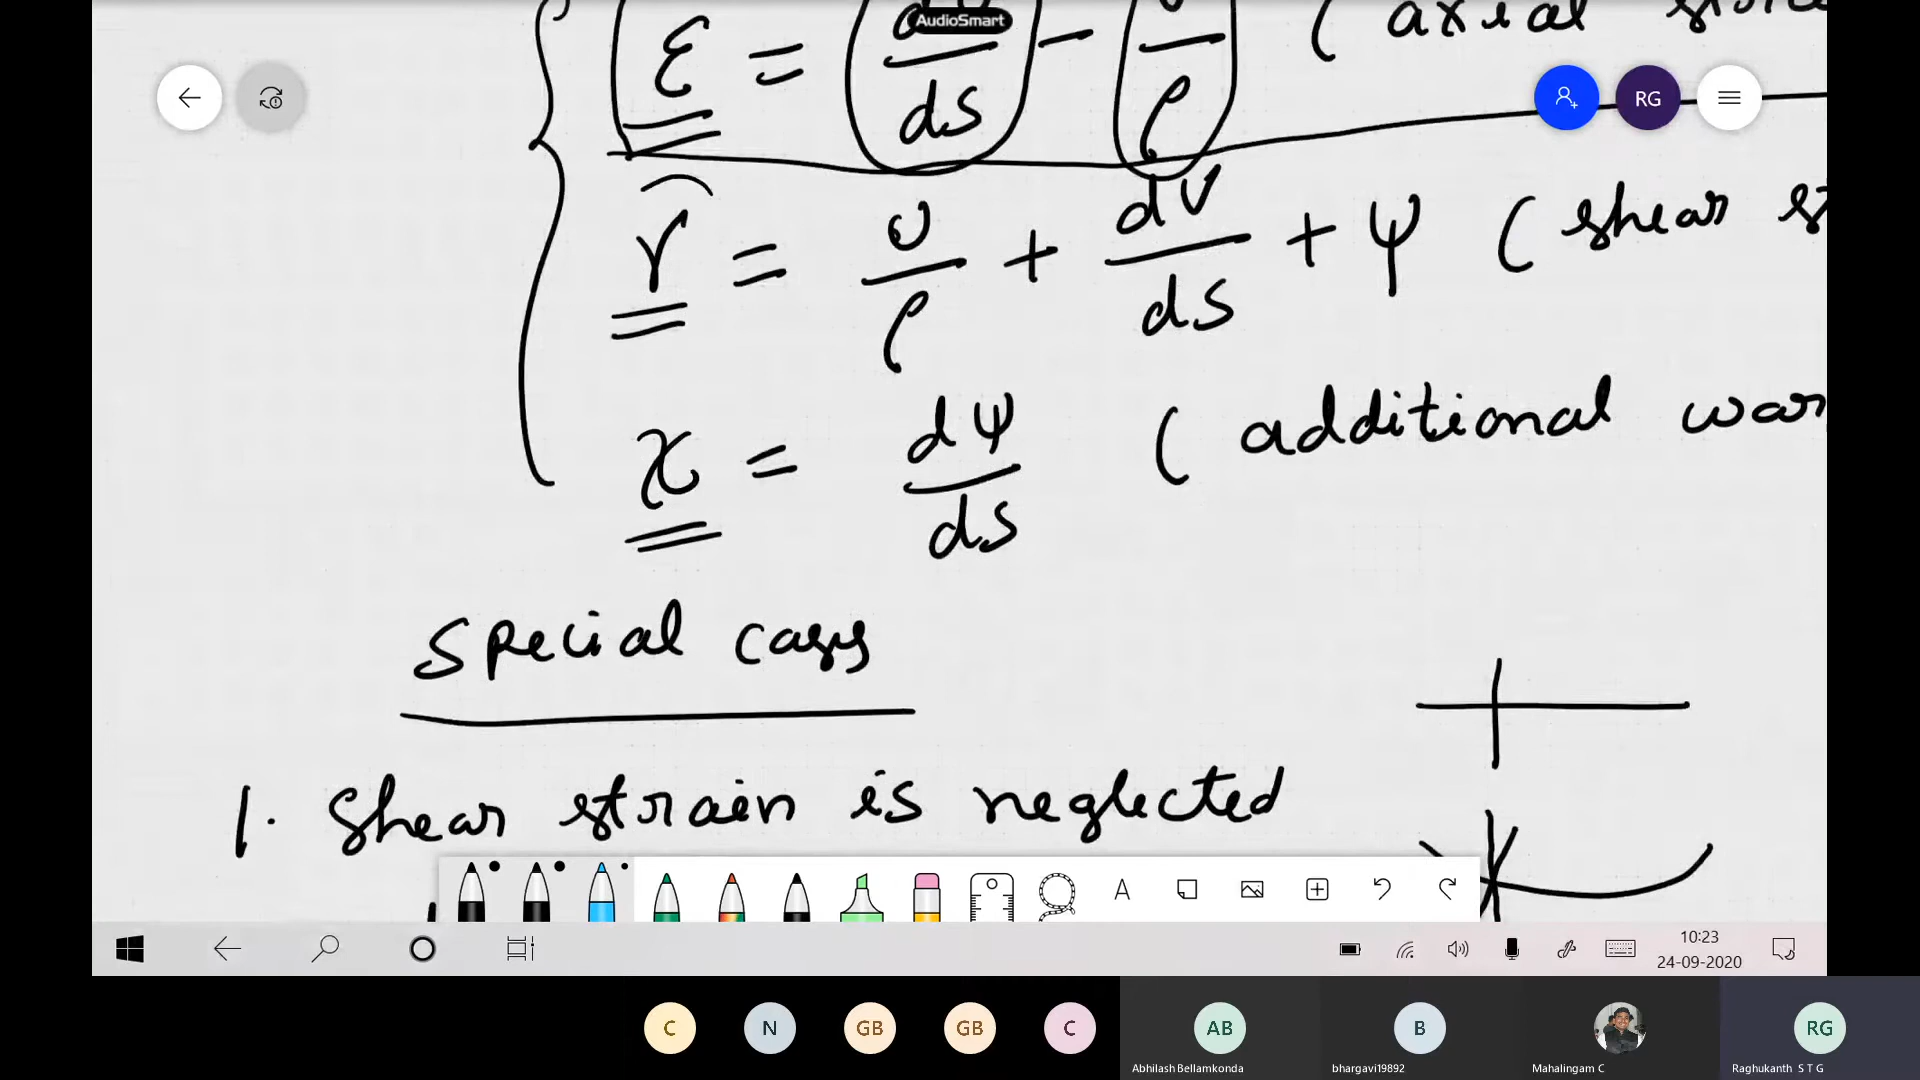 AudioSmart
ε = du/ds − v/ρ ( axial
RG
γ = υ/ρ + dv/ds + ψ ( shear
χ = dψ/ds ( additional
special cases
1. Shear strain is neglected
A
10:23
24-09-2020
C N GB GB C AB B RG
Abhilash Bellamkonda bhargavi19892 Mahalingam C Raghukanth S T G